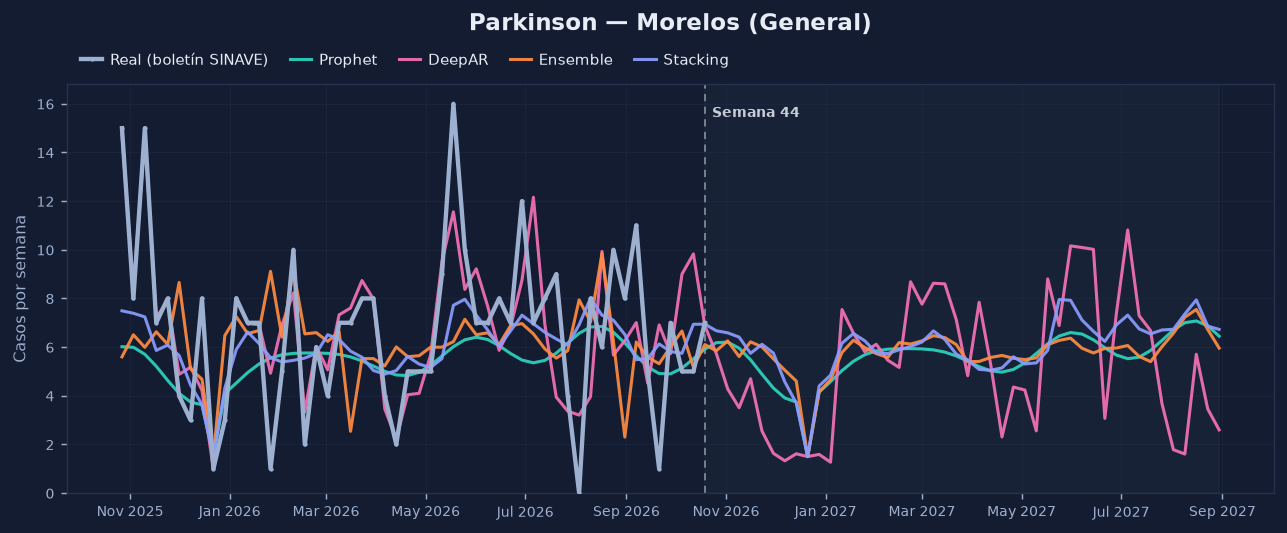 Parkinson — Morelos (General)
Real (boletín SINAVE) Prophet DeepAR Ensemble Stacking
Semana 44
Casos por semana
16
14
12
10
8
6
4
2
0
Nov 2025 Jan 2026 Mar 2026 May 2026 Jul 2026 Sep 2026 Nov 2026 Jan 2027 Mar 2027 May 2027 Jul 2027 Sep 2027